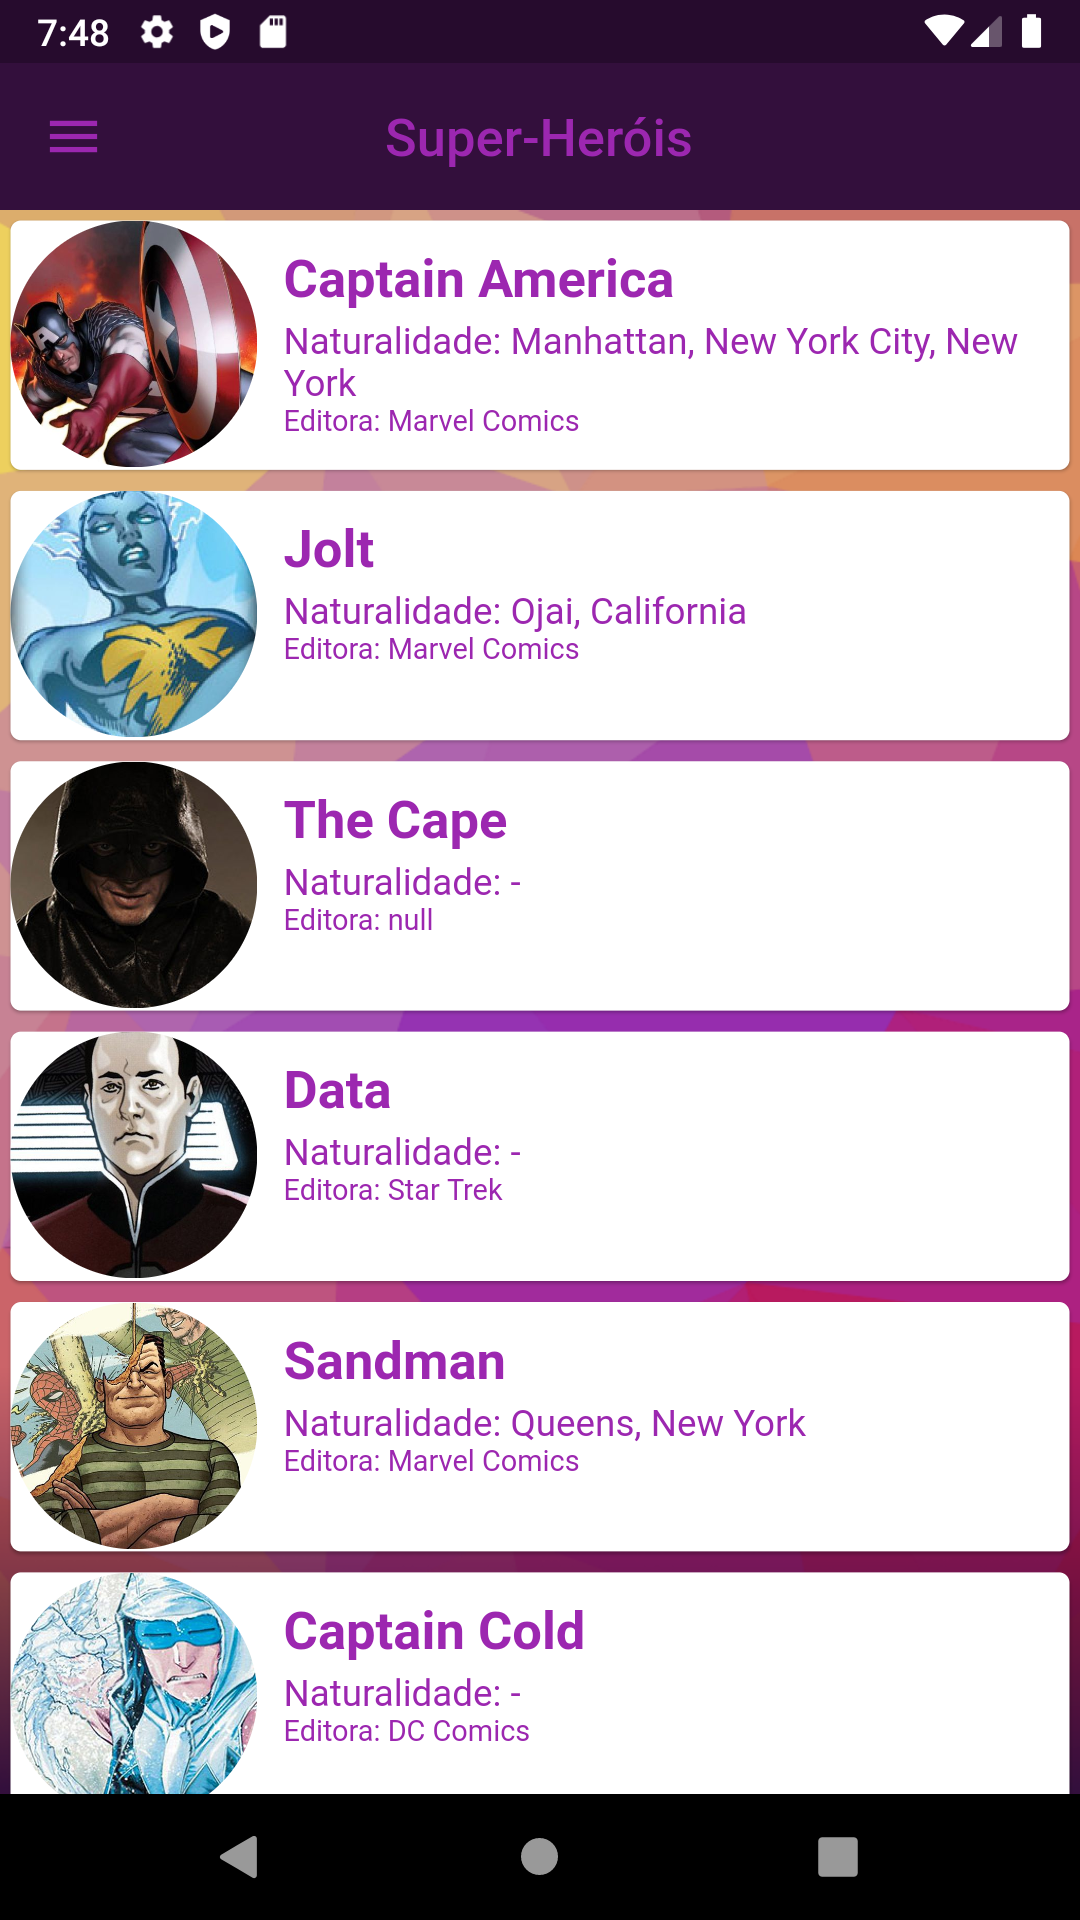 7:48
Super-Heróis
Captain America
Naturalidade: Manhattan, New York City, New
York
Editora: Marvel Comics
Jolt
Naturalidade: Ojai, California
Editora: Marvel Comics
The Cape
Naturalidade: -
Editora: null
Data
Naturalidade: -
Editora: Star Trek
Sandman
Naturalidade: Queens, New York
Editora: Marvel Comics
Captain Cold
Naturalidade: -
Editora: DC Comics